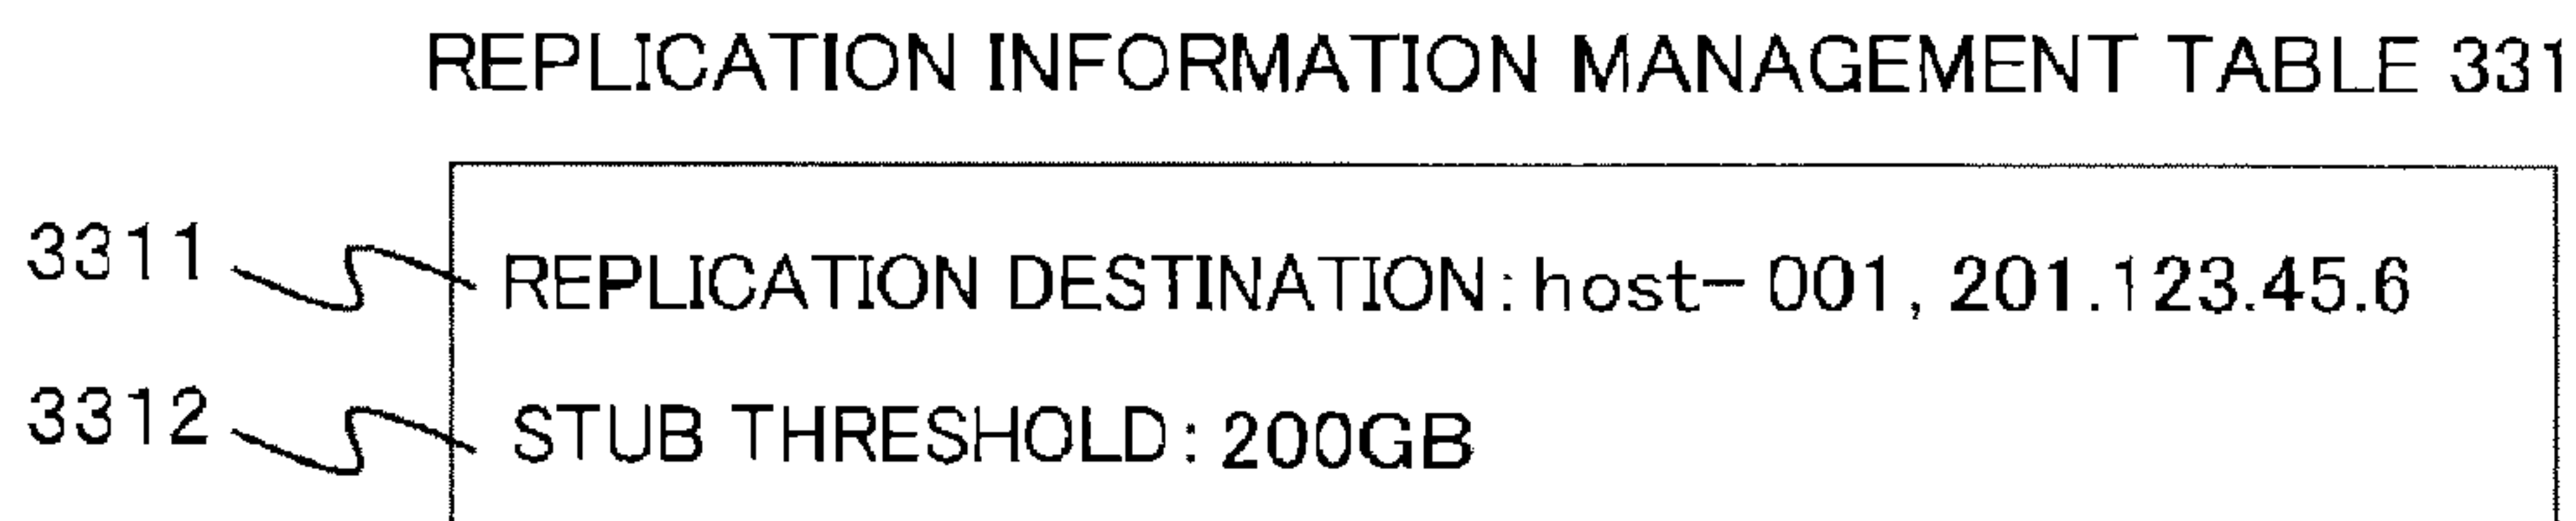 REPLICATION INFORMATION MANAGEMENT TABLE 331
3311 REPLICATION DESTINATION:host-001, 201.123.45.6
3312 STUB THRESHOLD:200GB